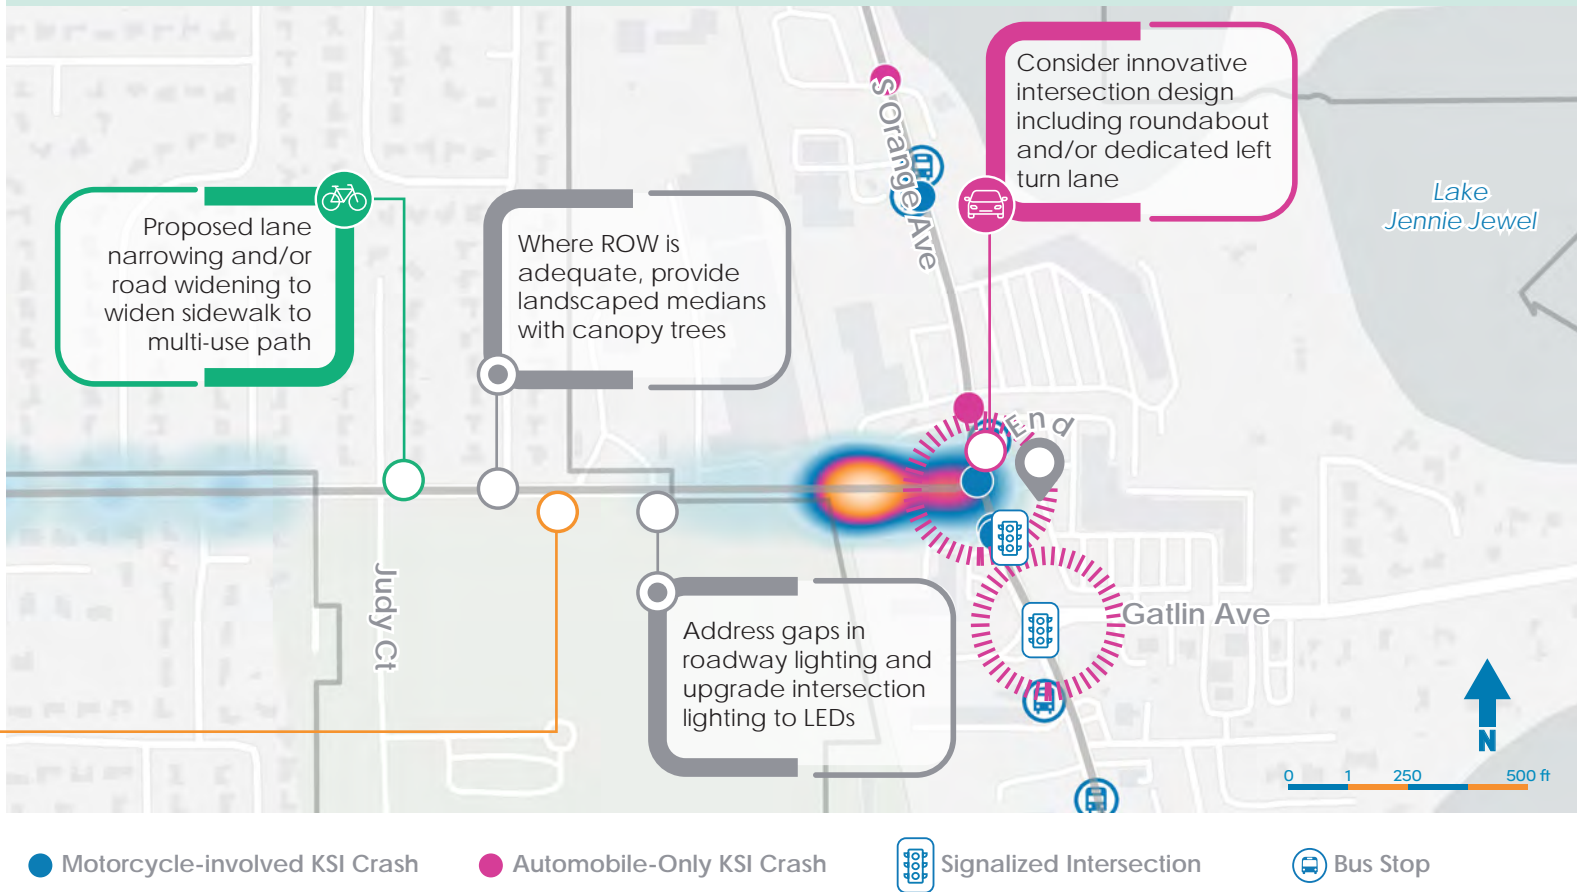 Consider innovative
intersection design
including roundabout
and/or dedicated left
turn lane
S Orange Ave
Lake
Jennie Jewel
Proposed lane
narrowing and/or
road widening to
widen sidewalk to
multi-use path
Where ROW is
adequate, provide
landscaped medians
with canopy trees
End
Judy Ct
Address gaps in
roadway lighting and
upgrade intersection
lighting to LEDs
Gatlin Ave
N
0 1 250 500 ft
Motorcycle-involved KSI Crash Automobile-Only KSI Crash Signalized Intersection Bus Stop